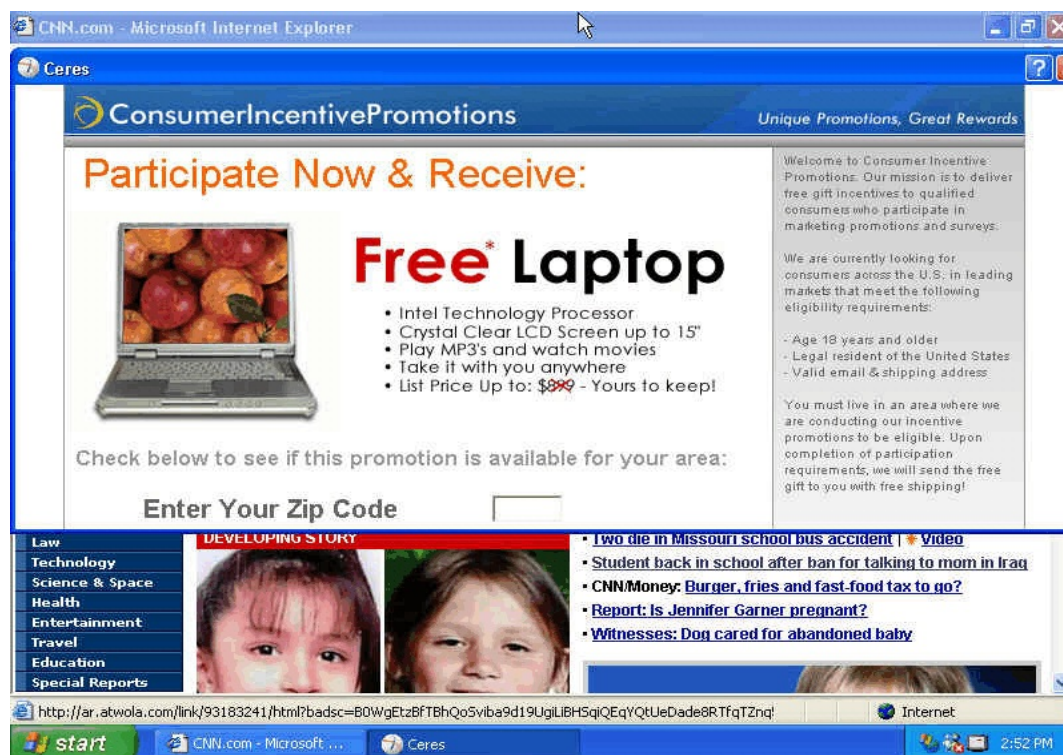 CNN.com - Microsoft Internet Explorer
Ceres
ConsumerIncentivePromotions
Unique Promotions, Great Rewards
Participate Now & Receive:
Free* Laptop
• Intel Technology Processor
• Crystal Clear LCD Screen up to 15"
• Play MP3's and watch movies
• Take it with you anywhere
• List Price Up to: $899 - Yours to keep!
Check below to see if this promotion is available for your area:
Enter Your Zip Code
Welcome to Consumer Incentive
Promotions. Our mission is to deliver
free gift incentives to qualified
consumers who participate in
marketing promotions and surveys.
We are currently looking for
consumers across the U.S. in leading
markets that meet the following
eligibility requirements:
- Age 18 years and older
- Legal resident of the United States
- Valid email & shipping address
You must live in an area where we
are conducting our incentive
promotions to be eligible. Upon
completion of participation
requirements, we will send the free
gift to you with free shipping!
Law
Technology
Science & Space
Health
Entertainment
Travel
Education
Special Reports
DEVELOPING STORY
• Two die in Missouri school bus accident | Video
• Student back in school after ban for talking to mom in Iraq
• CNN/Money: Burger, fries and fast-food tax to go?
• Report: Is Jennifer Garner pregnant?
• Witnesses: Dog cared for abandoned baby
Internet
start
CNN.com - Microsoft ...
Ceres
2:52 PM